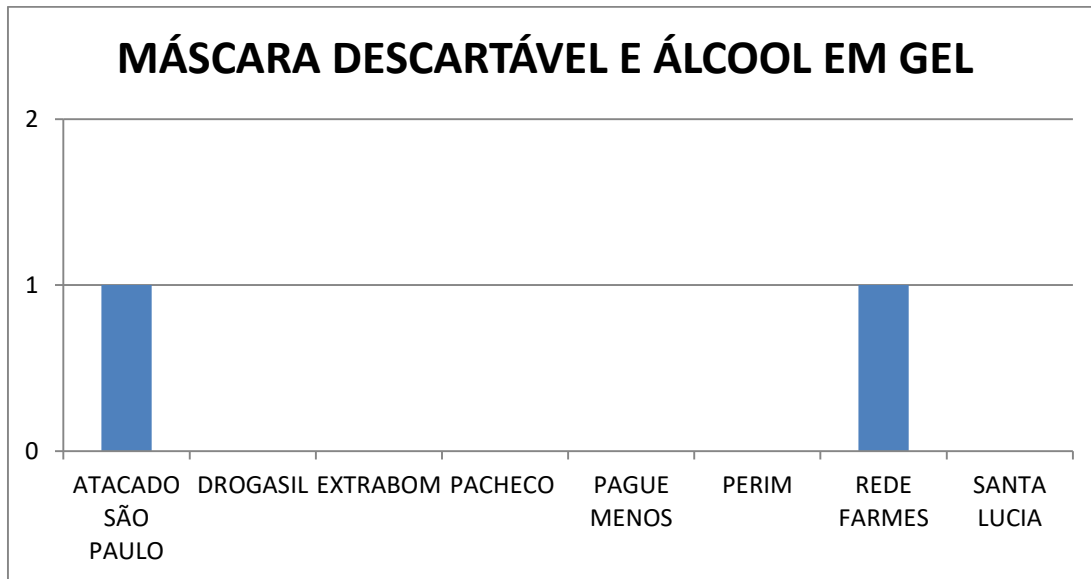 MÁSCARA DESCARTÁVEL E ÁLCOOL EM GEL
2
1
0
ATACADO SÃO PAULO
DROGASIL
EXTRABOM
PACHECO
PAGUE MENOS
PERIM
REDE FARMES
SANTA LUCIA